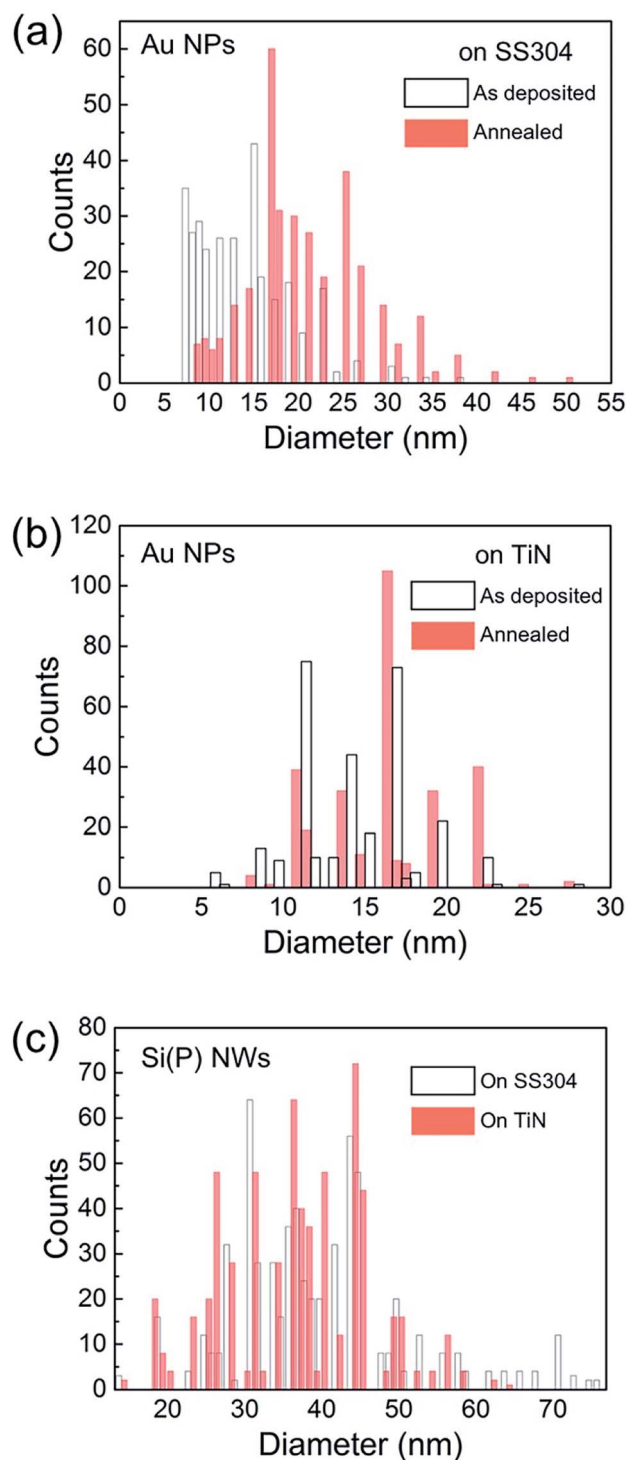 (a)
Au NPs
on SS304
As deposited
Annealed
60
50
40
30
20
10
0
Counts
0 5 10 15 20 25 30 35 40 45 50 55
Diameter (nm)
(b)
Au NPs
on TiN
As deposited
Annealed
120
100
80
60
40
20
0
Counts
0 5 10 15 20 25 30
Diameter (nm)
(c)
Si(P) NWs
On SS304
On TiN
80
70
60
50
40
30
20
10
0
Counts
20 30 40 50 60 70
Diameter (nm)